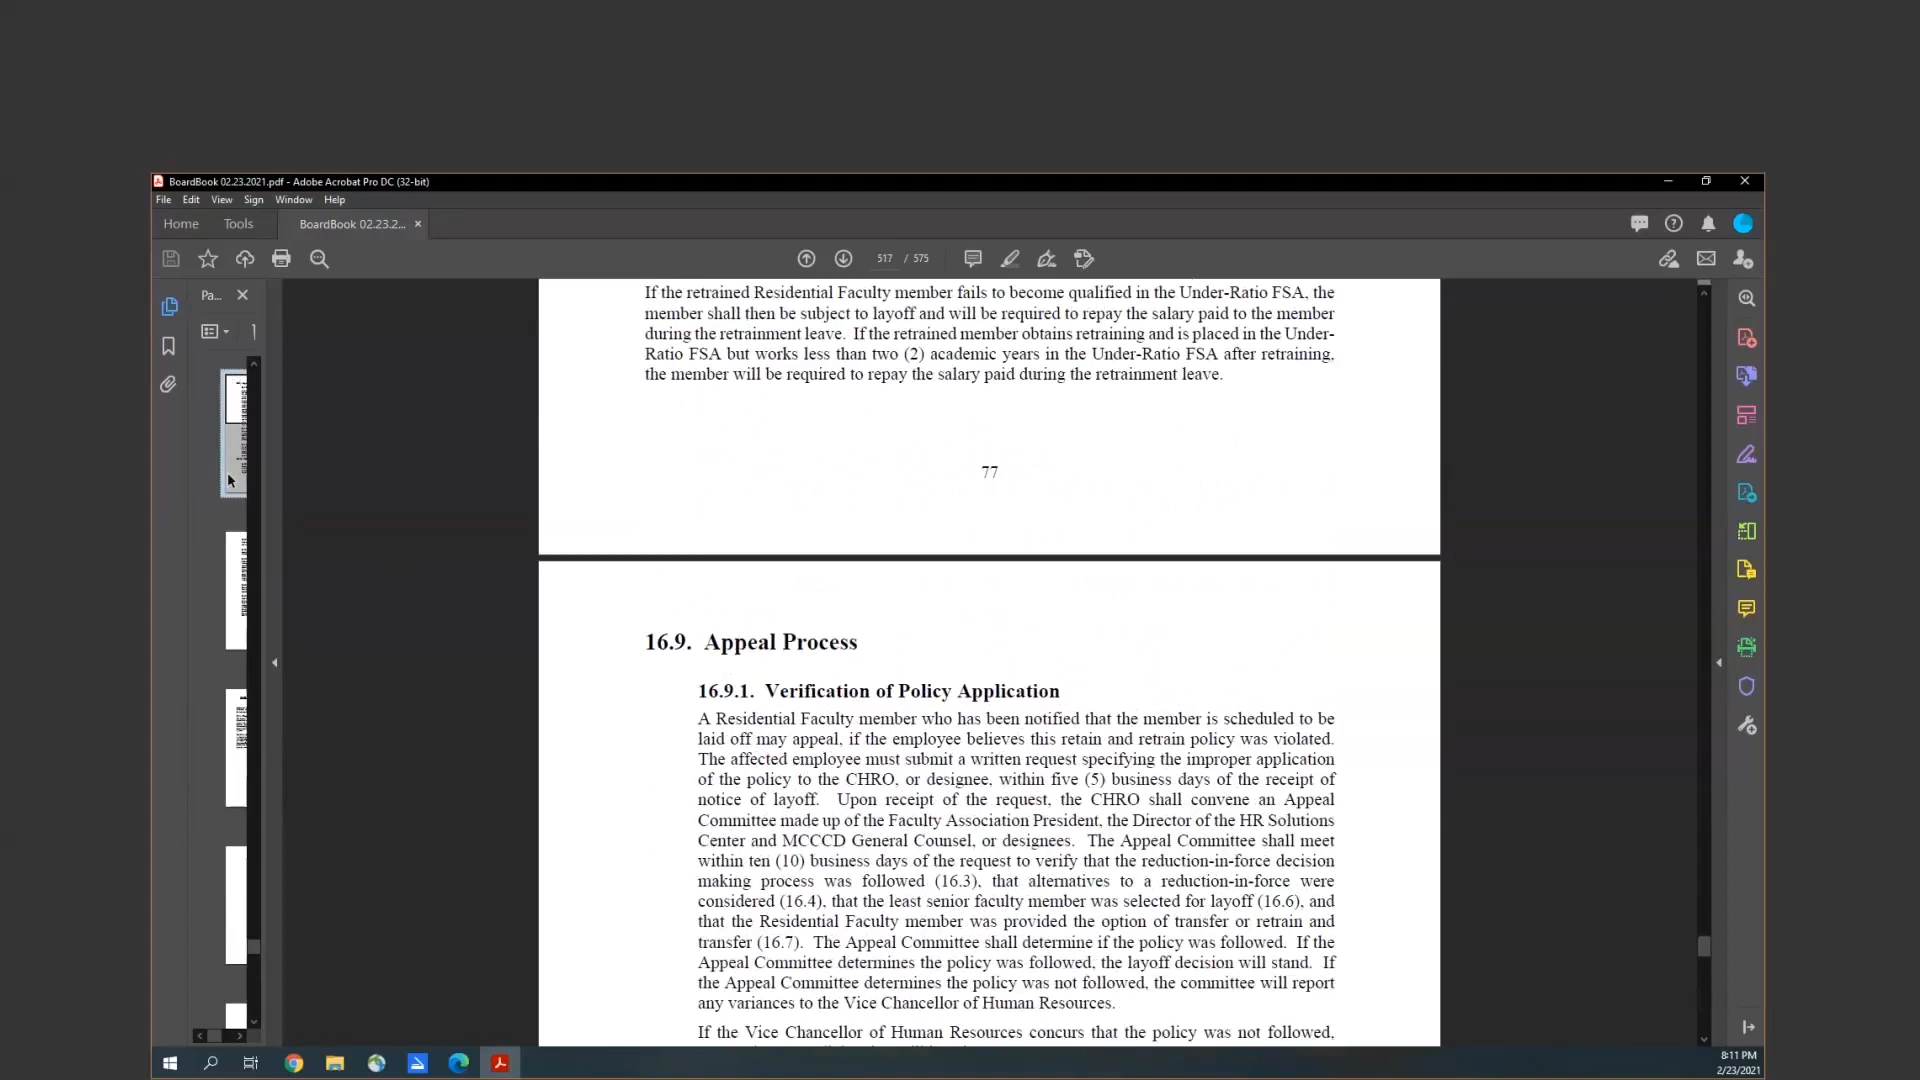 BoardBook 02.23.2021.pdf - Adobe Acrobat Pro DC (32-bit)
File Edit View Sign Window Help
Home Tools BoardBook 02.23.2...
517 / 575
Pa...
If the retrained Residential Faculty member fails to become qualified in the Under-Ratio FSA, the
member shall then be subject to layoff and will be required to repay the salary paid to the member
during the retrainment leave. If the retrained member obtains retraining and is placed in the Under-
Ratio FSA but works less than two (2) academic years in the Under-Ratio FSA after retraining,
the member will be required to repay the salary paid during the retrainment leave.
77
16.9. Appeal Process
16.9.1. Verification of Policy Application
A Residential Faculty member who has been notified that the member is scheduled to be
laid off may appeal, if the employee believes this retain and retrain policy was violated.
The affected employee must submit a written request specifying the improper application
of the policy to the CHRO, or designee, within five (5) business days of the receipt of
notice of layoff. Upon receipt of the request, the CHRO shall convene an Appeal
Committee made up of the Faculty Association President, the Director of the HR Solutions
Center and MCCCD General Counsel, or designees. The Appeal Committee shall meet
within ten (10) business days of the request to verify that the reduction-in-force decision
making process was followed (16.3), that alternatives to a reduction-in-force were
considered (16.4), that the least senior faculty member was selected for layoff (16.6), and
that the Residential Faculty member was provided the option of transfer or retrain and
transfer (16.7). The Appeal Committee shall determine if the policy was followed. If the
Appeal Committee determines the policy was followed, the layoff decision will stand. If
the Appeal Committee determines the policy was not followed, the committee will report
any variances to the Vice Chancellor of Human Resources.
If the Vice Chancellor of Human Resources concurs that the policy was not followed,
8:11 PM
2/23/2021